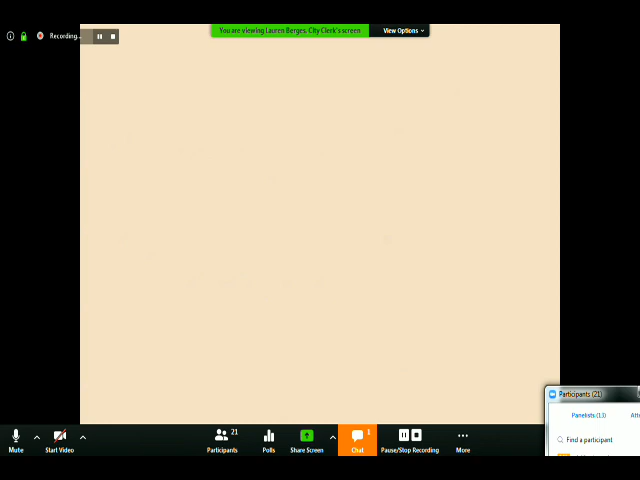 Recording...
You are viewing Lauren Berges, City Clerk's screen
View Options
Participants (21)
Panelists (13)
Find a participant
Mute
Start Video
21
Participants
Polls
Share Screen
1
Chat
Pause/Stop Recording
More